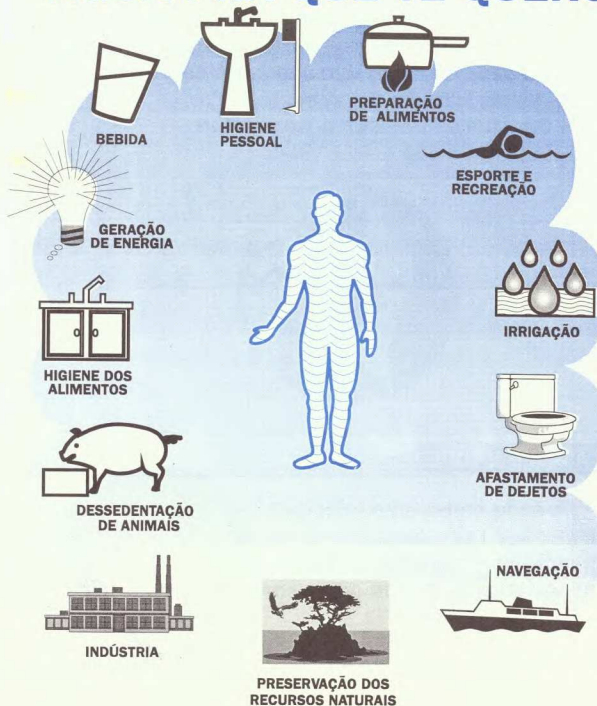 BEBIDA
HIGIENE
PESSOAL
PREPARAÇÃO
DE ALIMENTOS
ESPORTE E
RECREAÇÃO
GERAÇÃO
DE ENERGIA
IRRIGAÇÃO
HIGIENE DOS
ALIMENTOS
AFASTAMENTO
DE DEJETOS
DESSEDENTAÇÃO
DE ANIMAIS
NAVEGAÇÃO
INDÚSTRIA
PRESERVAÇÃO DOS
RECURSOS NATURAIS